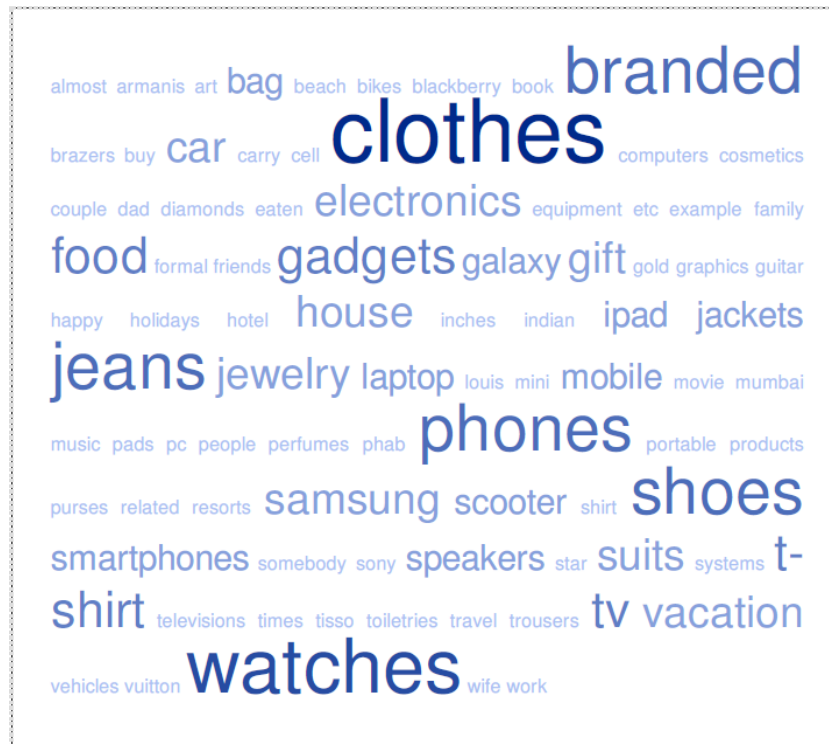 almost armanis art bag beach bikes blackberry book branded
brazers buy car carry cell clothes computers cosmetics
couple dad diamonds eaten electronics equipment etc example family
food formal friends gadgets galaxy gift gold graphics guitar
happy holidays hotel house inches indian ipad jackets
jeans jewelry laptop louis mini mobile movie mumbai
music pads pc people perfumes phab phones portable products
purses related resorts samsung scooter shirt shoes
smartphones somebody sony speakers star suits systems t-
shirt televisions times tisso toiletries travel trousers tv vacation
vehicles vuitton watches wife work